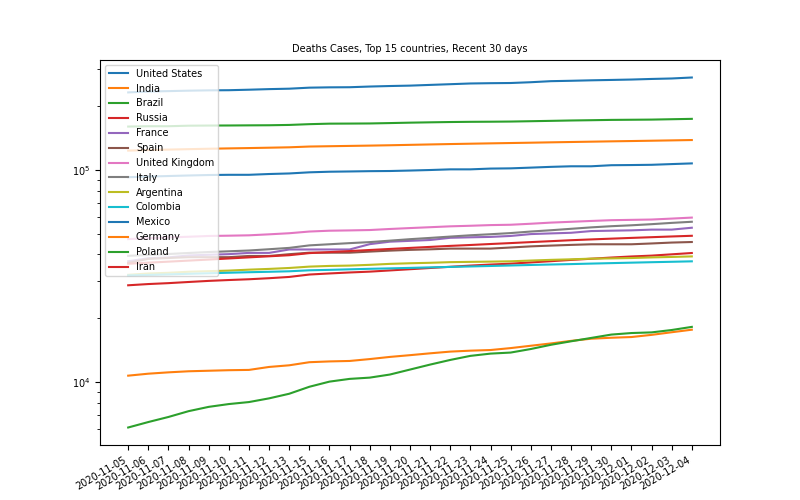 Deaths Cases, Top 15 countries, Recent 30 days
United States
India
Brazil
Russia
France
Spain
United Kingdom
Italy
Argentina
Colombia
Mexico
Germany
Poland
Iran
10^5
10^4
2020-11-05
2020-11-06
2020-11-07
2020-11-08
2020-11-09
2020-11-10
2020-11-11
2020-11-12
2020-11-13
2020-11-15
2020-11-16
2020-11-17
2020-11-18
2020-11-19
2020-11-20
2020-11-21
2020-11-22
2020-11-23
2020-11-24
2020-11-25
2020-11-26
2020-11-27
2020-11-28
2020-11-29
2020-11-30
2020-12-01
2020-12-02
2020-12-03
2020-12-04